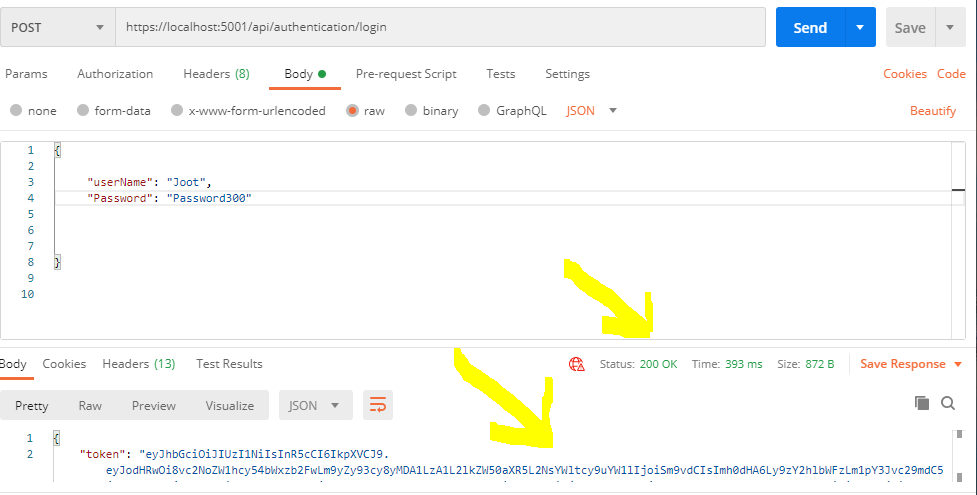 POST https://localhost:5001/api/authentication/login Send Save
Params Authorization Headers (8) Body Pre-request Script Tests Settings Cookies Code
none form-data x-www-form-urlencoded raw binary GraphQL JSON Beautify
1 {
2
3 "userName": "Joot",
4 "Password": "Password300"
5
6
7
8 }
9
10
Body Cookies Headers (13) Test Results Status: 200 OK Time: 393 ms Size: 872 B Save Response
Pretty Raw Preview Visualize JSON
1 {
2 "token": "eyJhbGciOiJIUzI1NiIsInR5cCI6IkpXVCJ9.
eyJodHRwOi8vc2NoZW1hcy54bWxzb2FwLm9yZy93cy8yMDA1LzA1L2lkZW50aXR5L2NsYWltcy9uYW1lIjoiSm9vdCIsImh0dHA6Ly9zY2hlbWFzLm1pY3Jvc29mdC5